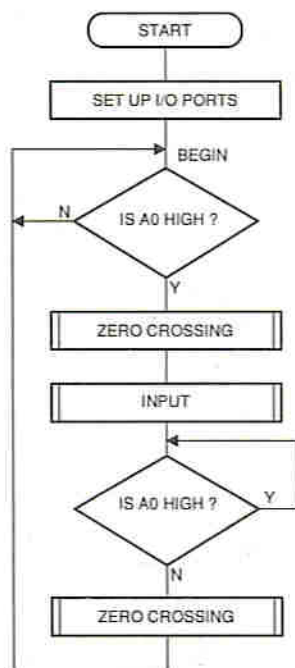 START
SET UP I/O PORTS
BEGIN
IS A0 HIGH ?
N
Y
ZERO CROSSING
INPUT
IS A0 HIGH ?
Y
N
ZERO CROSSING